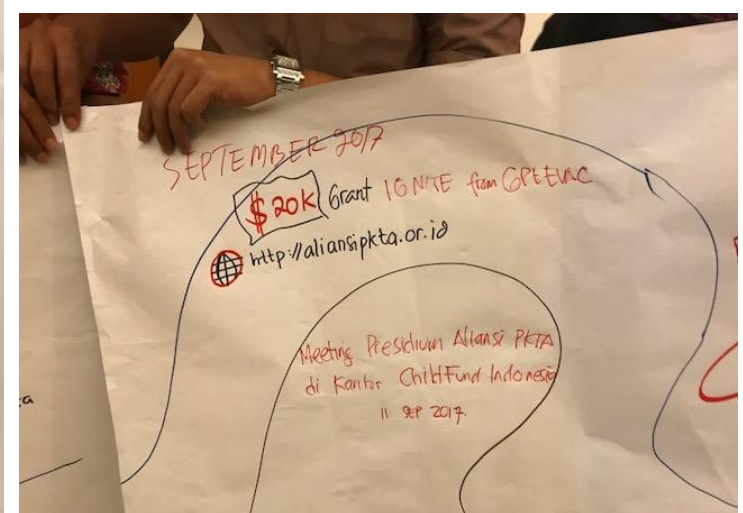 SEPTEMBER 2017
$20K Grant IGNITE from GPEEVAC
http://aliansipkta.or.id
Meeting Presidium Aliansi PKTA
di Kantor ChildFund Indonesia
11 SEP 2017.
a